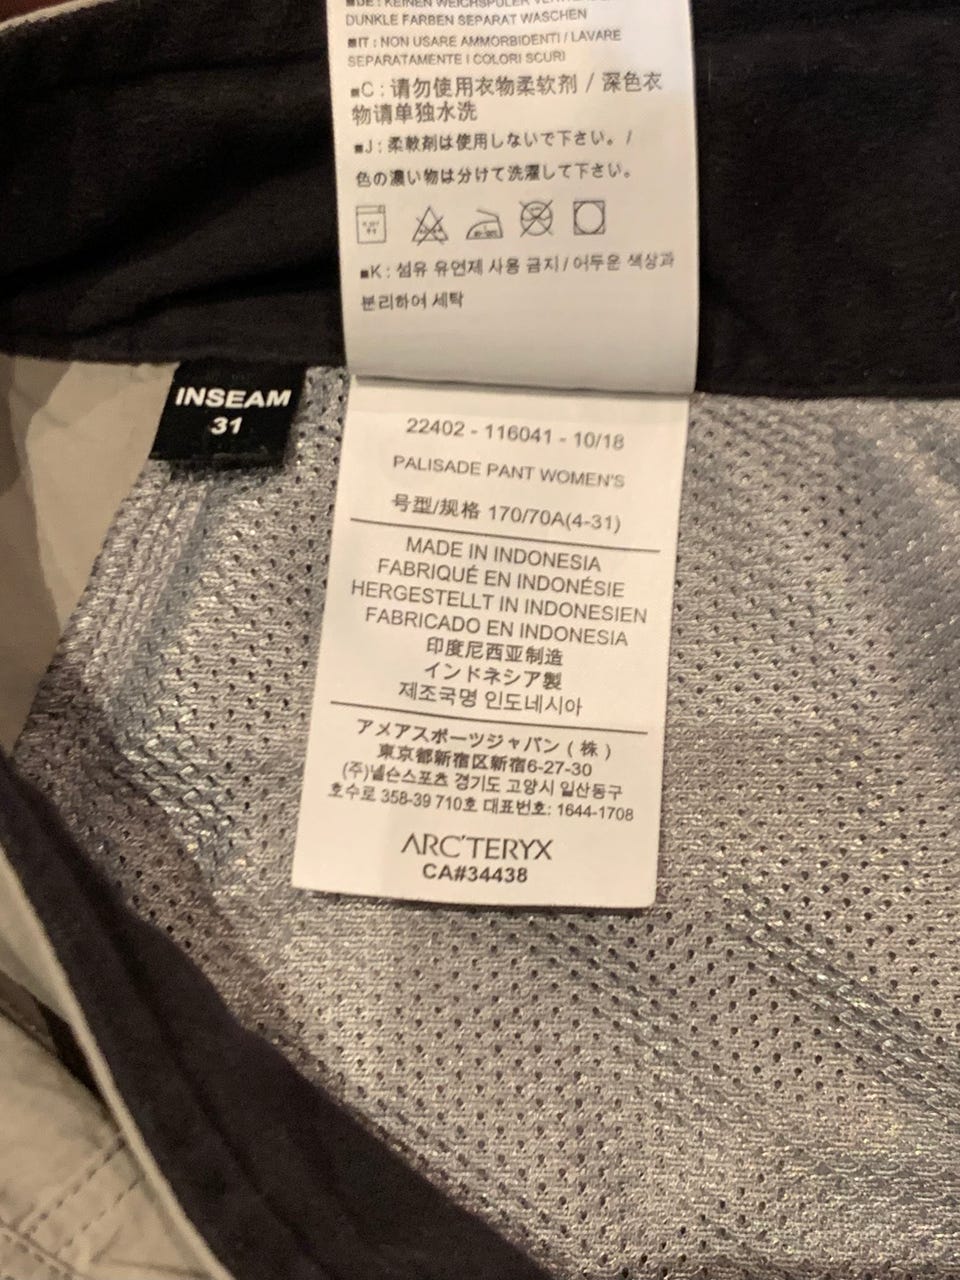 ■DE : KEINEN WEICHSPÜLER
DUNKLE FARBEN SEPARAT WASCHEN
■IT : NON USARE AMMORBIDENTI / LAVARE
SEPARATAMENTE I COLORI SCURI
■C : 请勿使用衣物柔软剂 / 深色衣
物请单独水洗
■J : 柔軟剤は使用しないで下さい。 /
色の濃い物は分けて洗濯して下さい。
■K : 섬유 유연제 사용 금지 / 어두운 색상과
분리하여 세탁
INSEAM
31
22402 - 116041 - 10/18
PALISADE PANT WOMEN'S
号型/规格 170/70A(4-31)
MADE IN INDONESIA
FABRIQUÉ EN INDONÉSIE
HERGESTELLT IN INDONESIEN
FABRICADO EN INDONESIA
印度尼西亚制造
インドネシア製
제조국명 인도네시아
アメアスポーツジャパン ( 株 )
東京都新宿区新宿6-27-30
(주)넬슨스포츠 경기도 고양시 일산동구
호수로 358-39 710호 대표번호: 1644-1708
ARC'TERYX
CA#34438